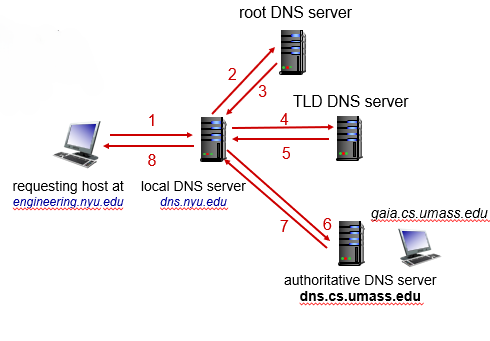 root DNS server
2
3
TLD DNS server
1
4
8
5
requesting host at
engineering.nyu.edu
local DNS server
dns.nyu.edu
6
7
gaia.cs.umass.edu
authoritative DNS server
dns.cs.umass.edu